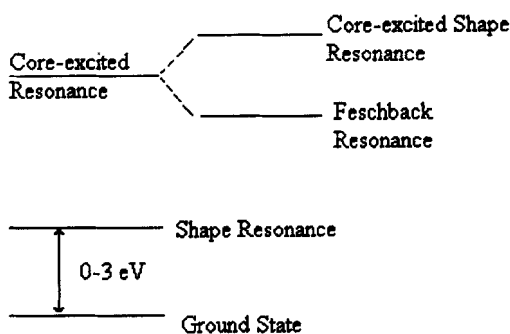 Core-excited Shape
Resonance
Core-excited
Resonance
Feschback
Resonance
Shape Resonance
0-3 eV
Ground State